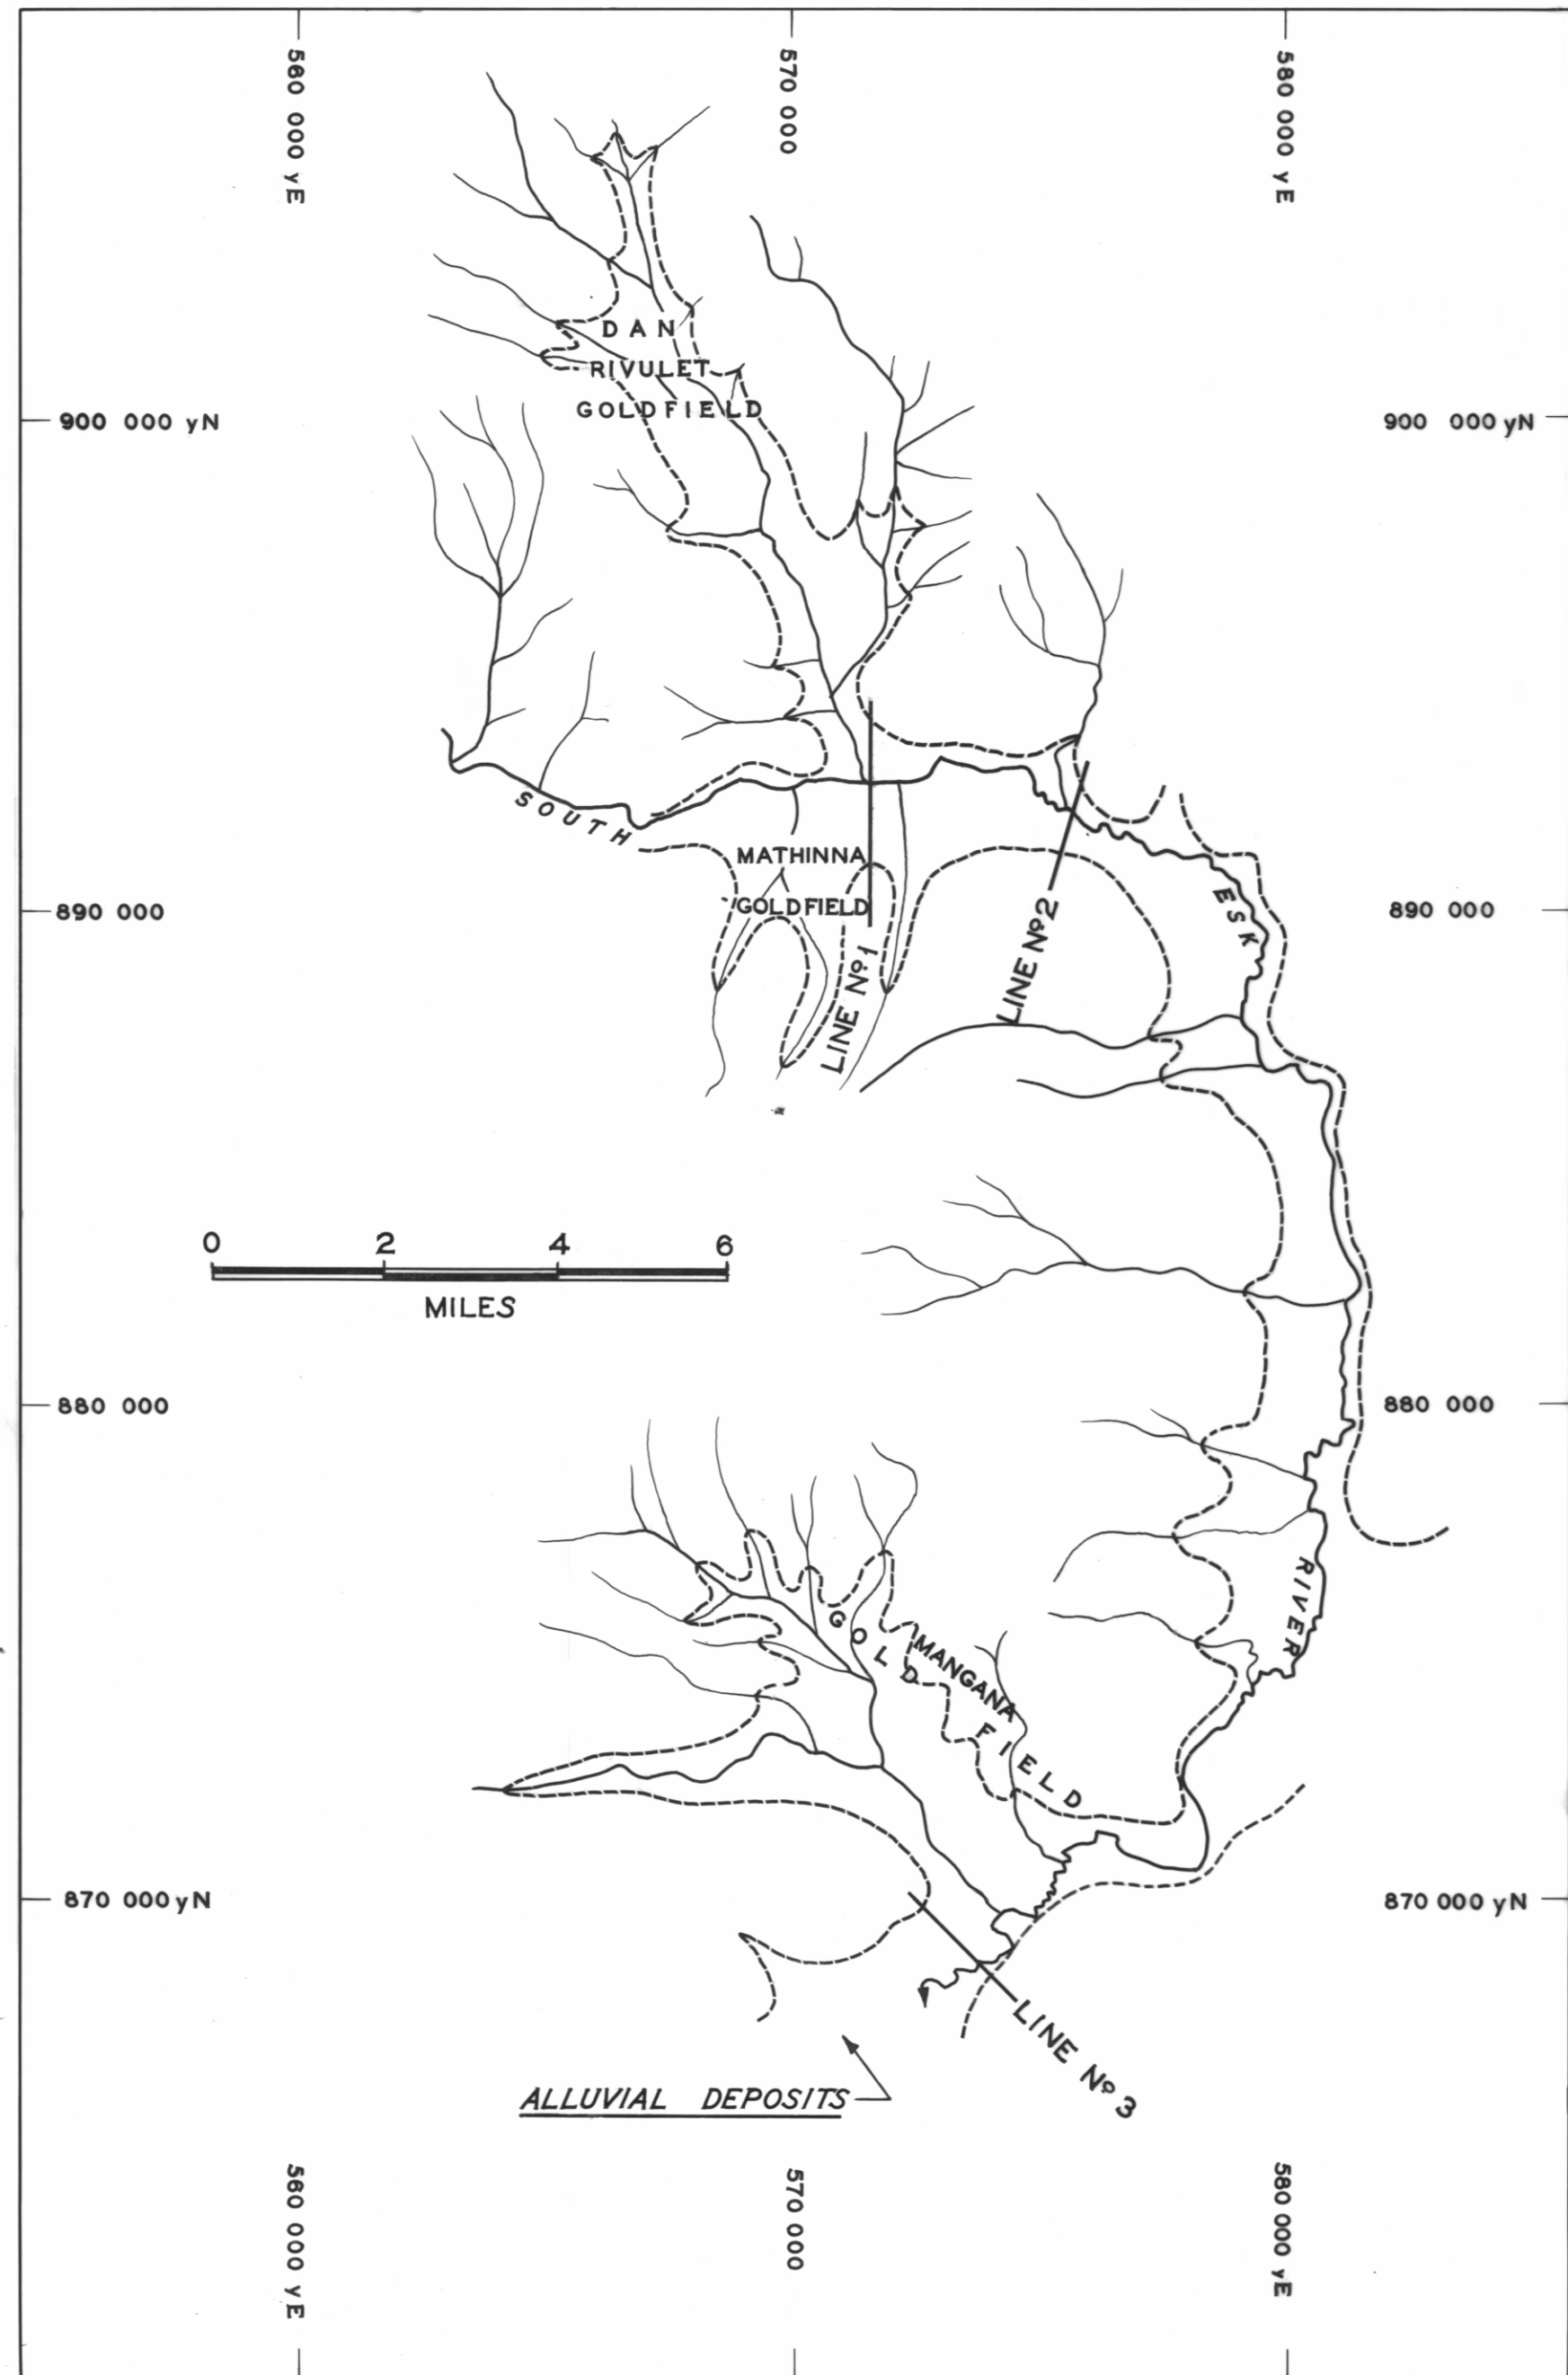 560 000 yE
570 000
580 000 yE
DAN
RIVULET
GOLDFIELD
900 000 yN
900 000 yN
SOUTH
MATHINNA
GOLDFIELD
890 000
890 000
ESK
LINE Nº 1
LINE Nº 2
0 2 4 6
MILES
880 000
880 000
RIVER
GOLD
MANGANA
FIELD
870 000 yN
870 000 yN
LINE Nº 3
ALLUVIAL DEPOSITS
560 000 yE
570 000
580 000 yE